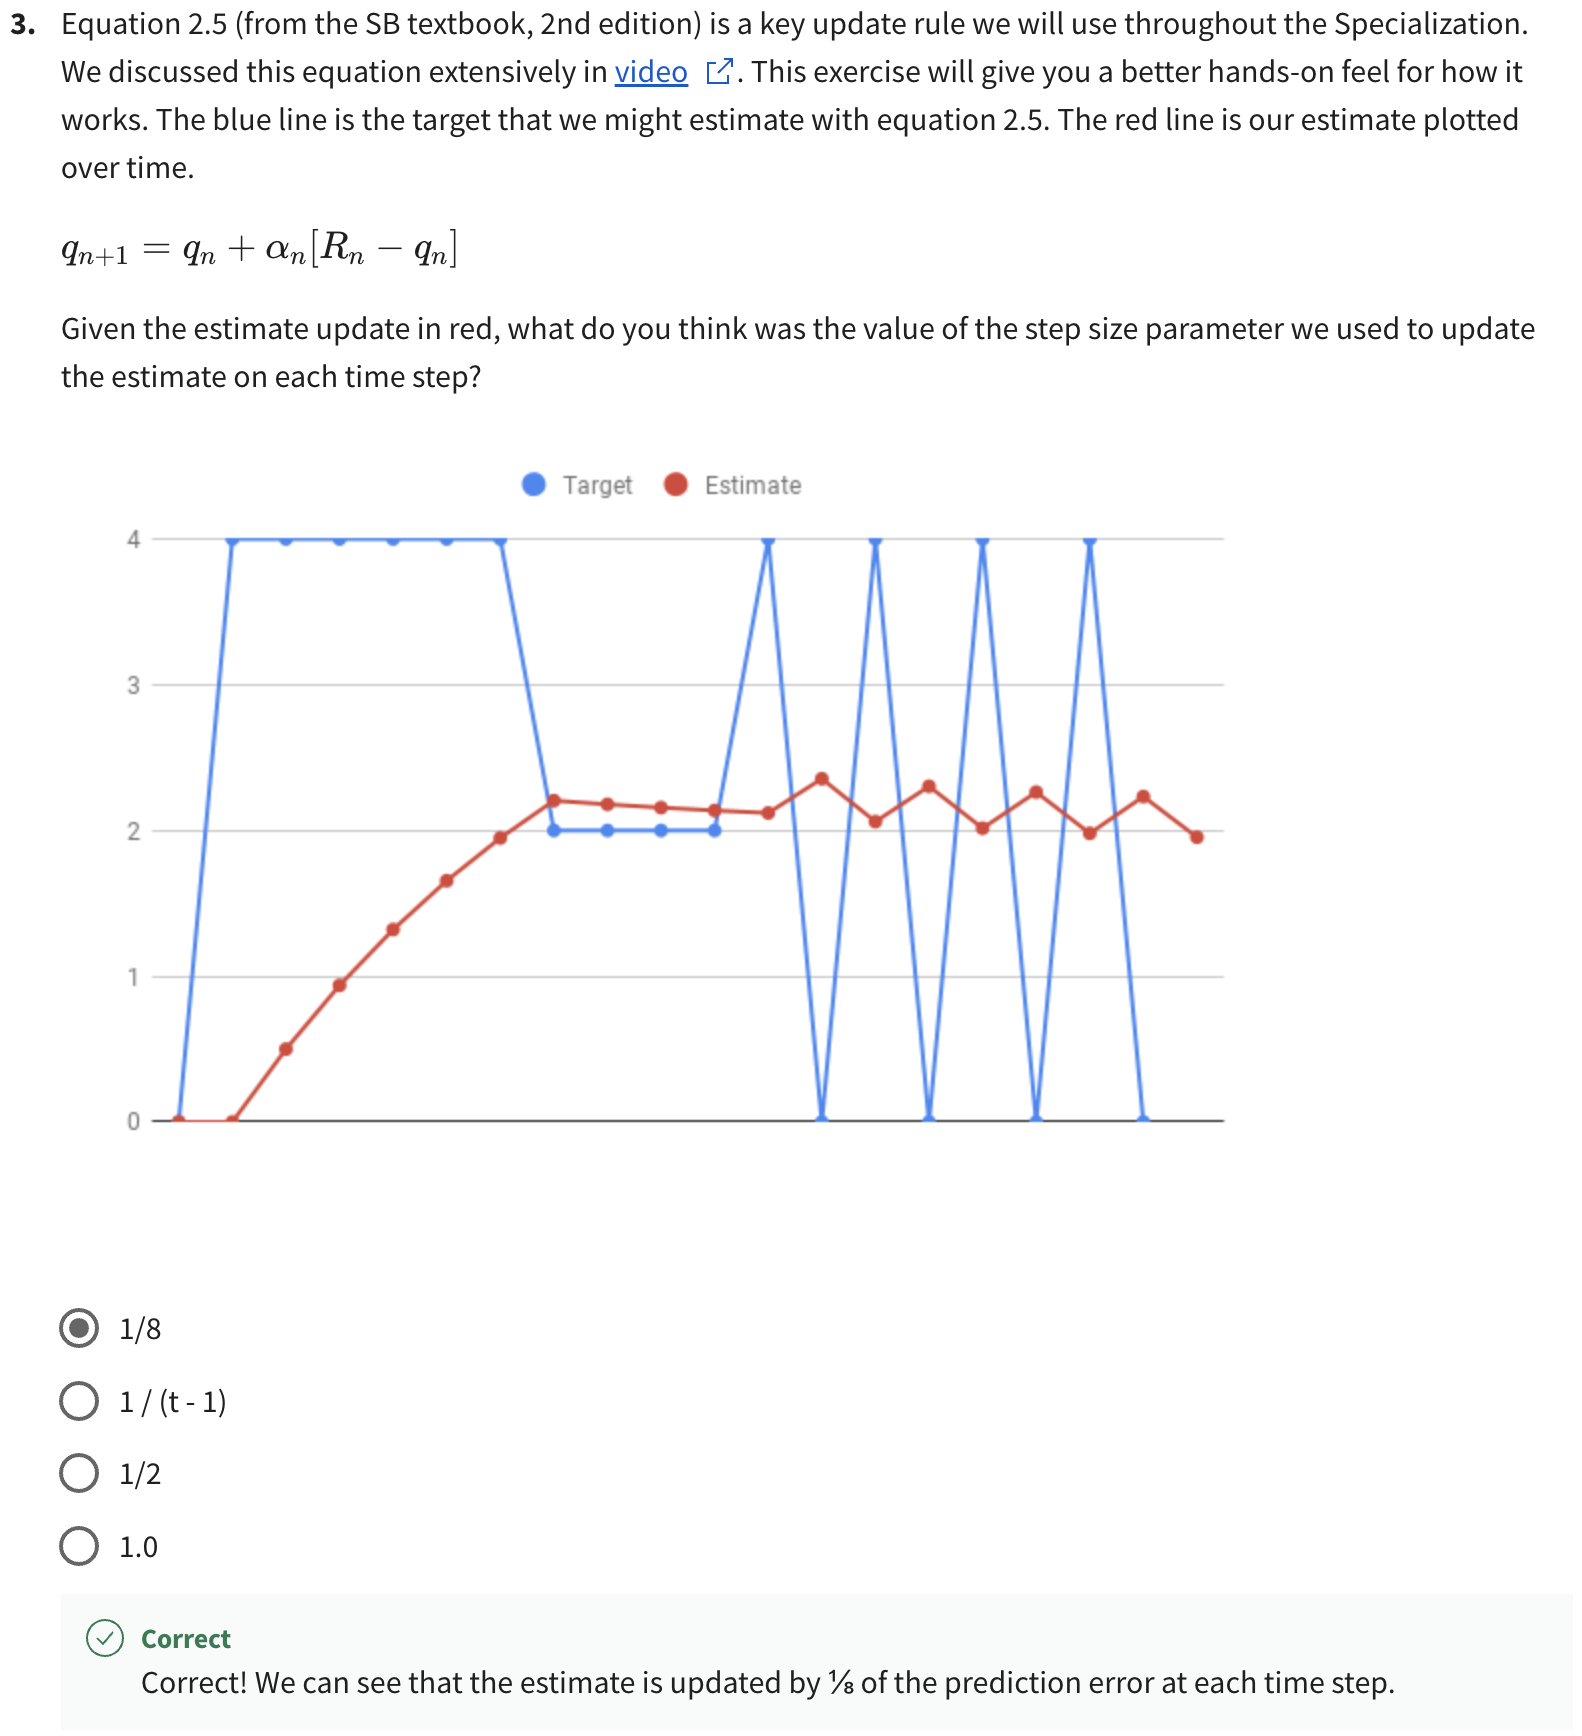 3. Equation 2.5 (from the SB textbook, 2nd edition) is a key update rule we will use throughout the Specialization.
We discussed this equation extensively in video. This exercise will give you a better hands-on feel for how it
works. The blue line is the target that we might estimate with equation 2.5. The red line is our estimate plotted
over time.
qₙ₊₁ = qₙ + αₙ[Rₙ − qₙ]
Given the estimate update in red, what do you think was the value of the step size parameter we used to update
the estimate on each time step?
Target Estimate
4
3
2
1
0
1/8
1 / (t - 1)
1/2
1.0
Correct
Correct! We can see that the estimate is updated by ⅛ of the prediction error at each time step.